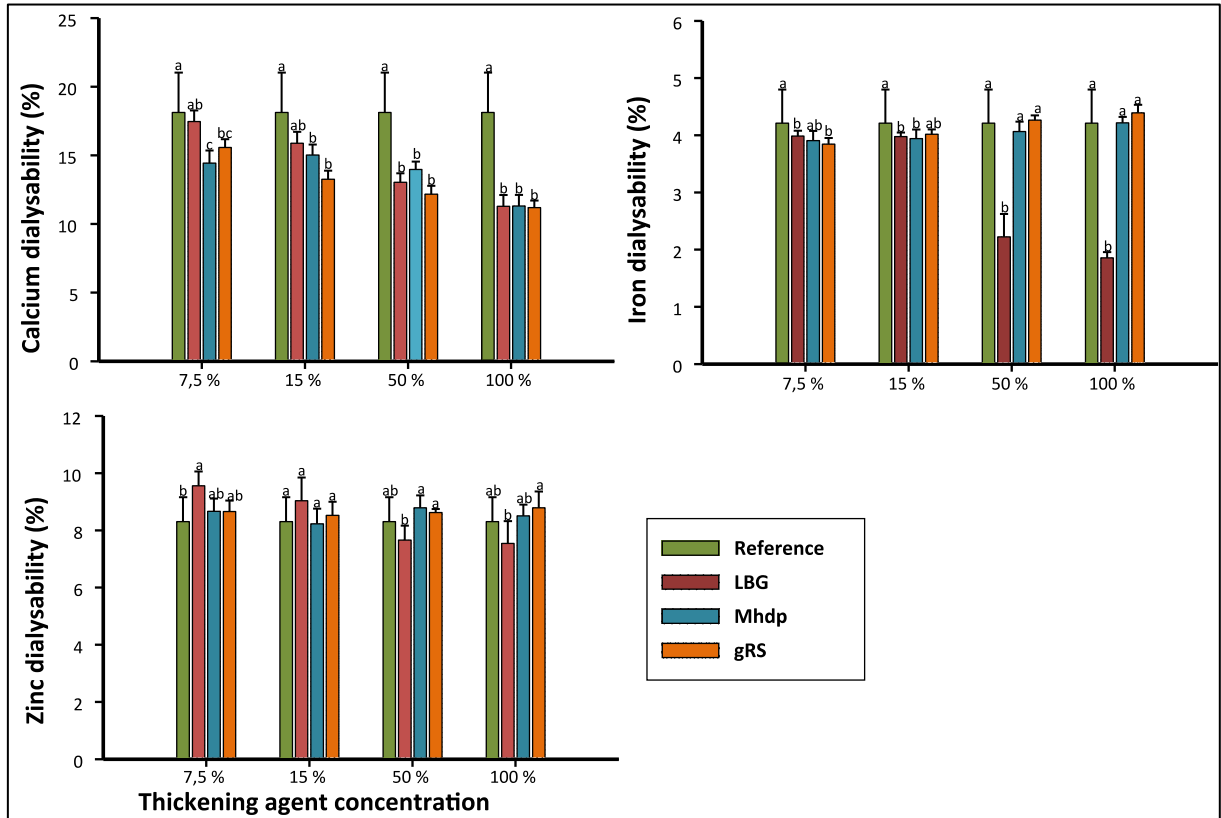 Calcium dialysability (%)
25
20
15
10
5
0
a ab c bc
a ab b b
a b b b
a b b b
7,5 % 15 % 50 % 100 %
Iron dialysability (%)
6
5
4
3
2
1
0
a b ab b
a b b ab
a b a a
a b a a
7,5 % 15 % 50 % 100 %
Zinc dialysability (%)
12
10
8
6
4
2
0
b a ab ab
a a a a
ab b a a
ab b ab a
7,5 % 15 % 50 % 100 %
Thickening agent concentration
Reference
LBG
Mhdp
gRS